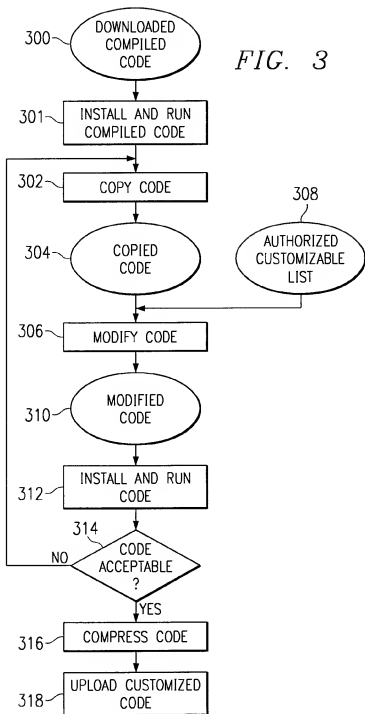 FIG. 3
300
DOWNLOADED
COMPILED
CODE
301
INSTALL AND RUN
COMPILED CODE
302
COPY CODE
304
COPIED
CODE
308
AUTHORIZED
CUSTOMIZABLE
LIST
306
MODIFY CODE
310
MODIFIED
CODE
312
INSTALL AND RUN
CODE
314
CODE
ACCEPTABLE
?
NO
YES
316
COMPRESS CODE
318
UPLOAD CUSTOMIZED
CODE